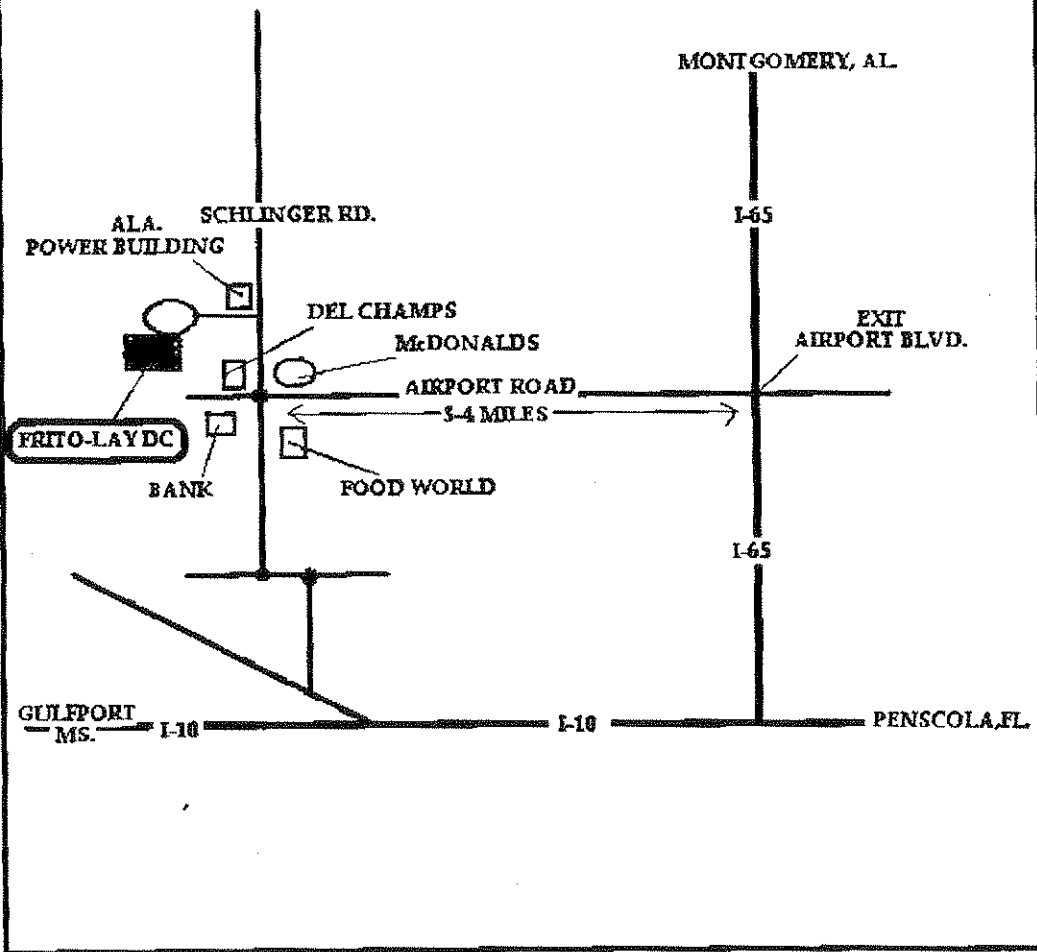 MONTGOMERY, AL.
SCHLINGER RD.
I-65
ALA.
POWER BUILDING
DEL CHAMPS
McDONALDS
EXIT
AIRPORT BLVD.
AIRPORT ROAD
3-4 MILES
FRITO-LAY DC
BANK
FOOD WORLD
I-65
GULFPORT
MS.
I-10
I-10
PENSCOLA,FL.